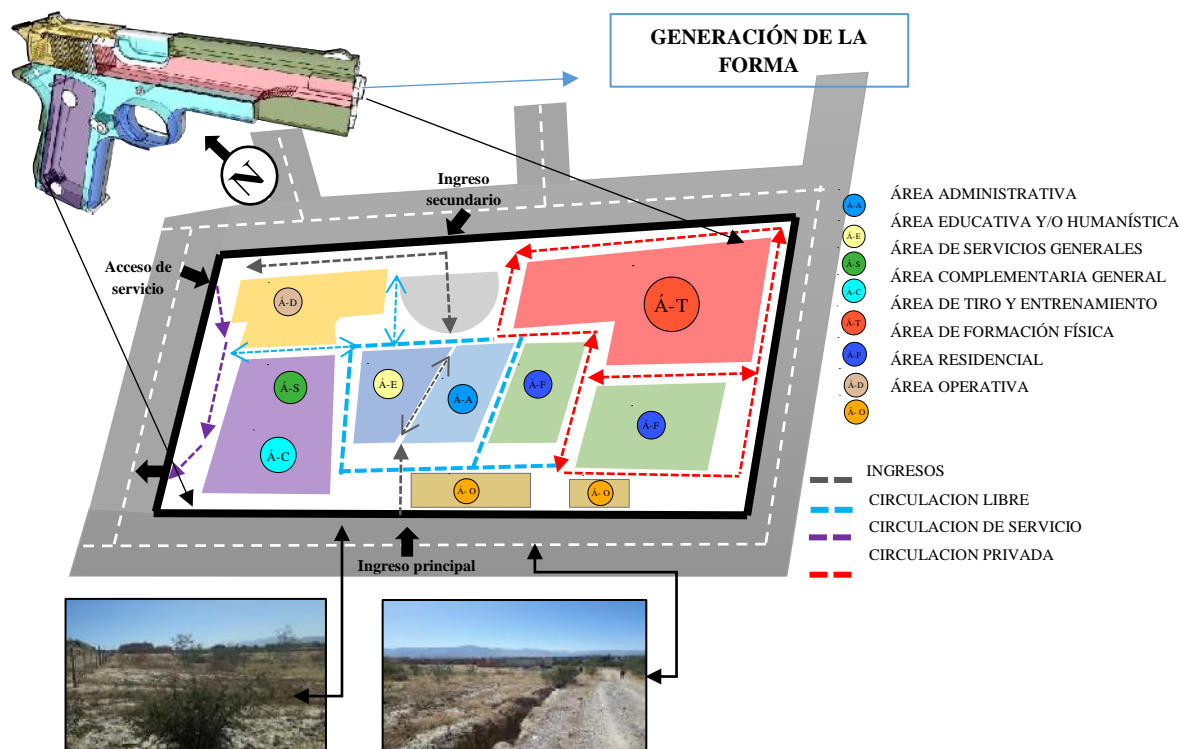 GENERACIÓN DE LA
FORMA
N
Ingreso
secundario
Acceso de
servicio
Á-D
Á-T
Á-S
Á-E
Á-A
Á-F
Á-F
Á-C
Á- O
Á- O
Ingreso principal
Á-A
ÁREA ADMINISTRATIVA
Á-E
ÁREA EDUCATIVA Y/O HUMANÍSTICA
Á-S
ÁREA DE SERVICIOS GENERALES
Á-C
ÁREA COMPLEMENTARIA GENERAL
Á-T
ÁREA DE TIRO Y ENTRENAMIENTO
Á-F
ÁREA DE FORMACIÓN FÍSICA
Á-D
ÁREA RESIDENCIAL
Á- O
ÁREA OPERATIVA
INGRESOS
CIRCULACION LIBRE
CIRCULACION DE SERVICIO
CIRCULACION PRIVADA